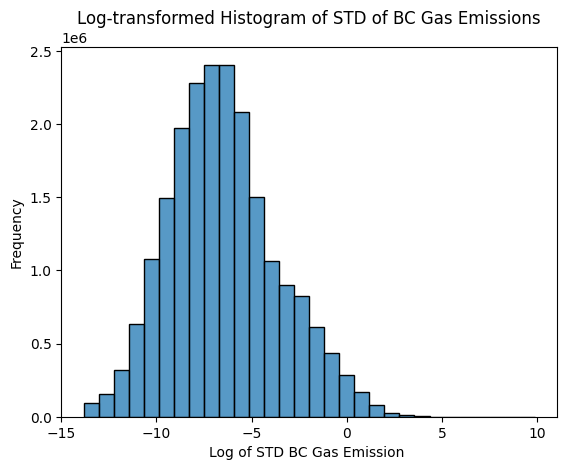 Log-transformed Histogram of STD of BC Gas Emissions
1e6
2.5
2.0
1.5
1.0
0.5
0.0
Frequency
−15 −10 −5 0 5 10
Log of STD BC Gas Emission